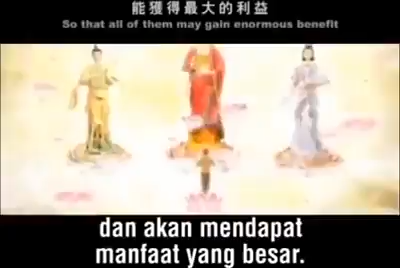 能獲得最大的利益
So that all of them may gain enormous benefit
dan akan mendapat
manfaat yang besar.